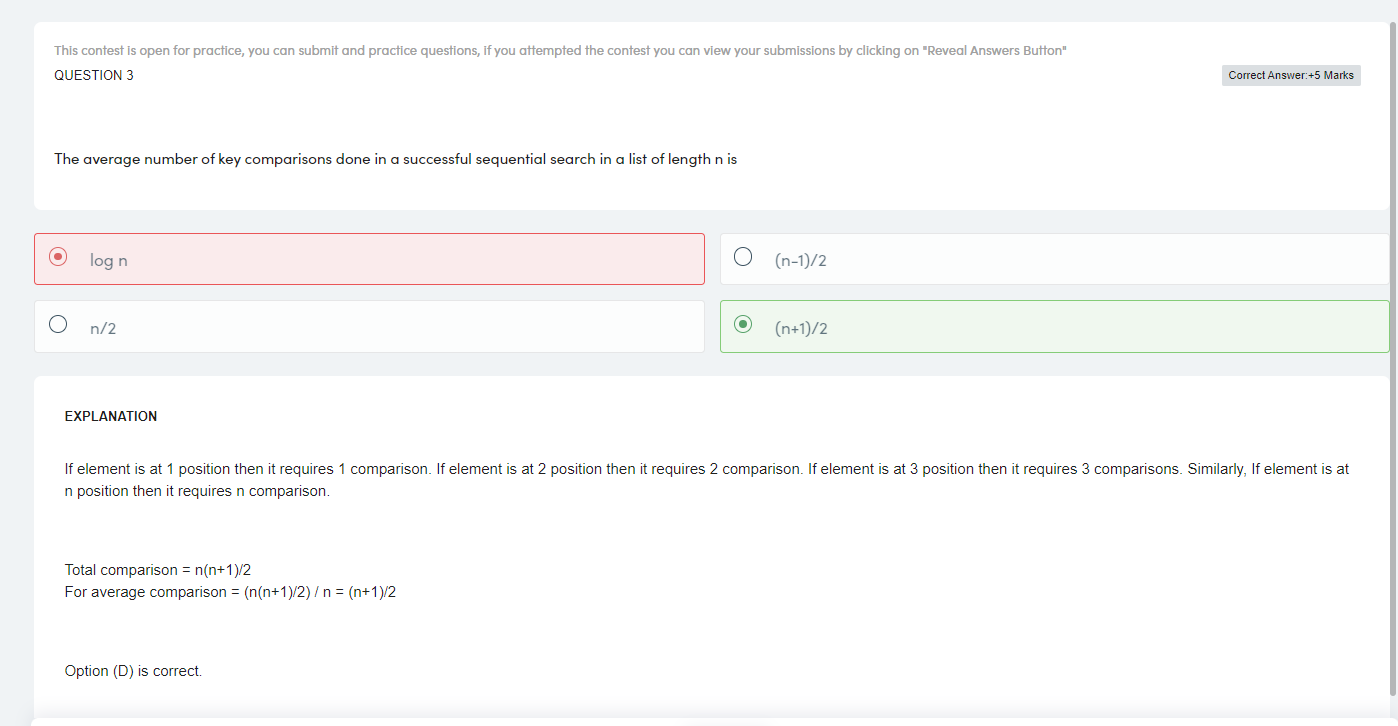 This contest is open for practice, you can submit and practice questions, if you attempted the contest you can view your submissions by clicking on "Reveal Answers Button"
QUESTION 3
Correct Answer:+5 Marks
The average number of key comparisons done in a successful sequential search in a list of length n is
log n
(n-1)/2
n/2
(n+1)/2
EXPLANATION
If element is at 1 position then it requires 1 comparison. If element is at 2 position then it requires 2 comparison. If element is at 3 position then it requires 3 comparisons. Similarly, If element is at
n position then it requires n comparison.
Total comparison = n(n+1)/2
For average comparison = (n(n+1)/2) / n = (n+1)/2
Option (D) is correct.